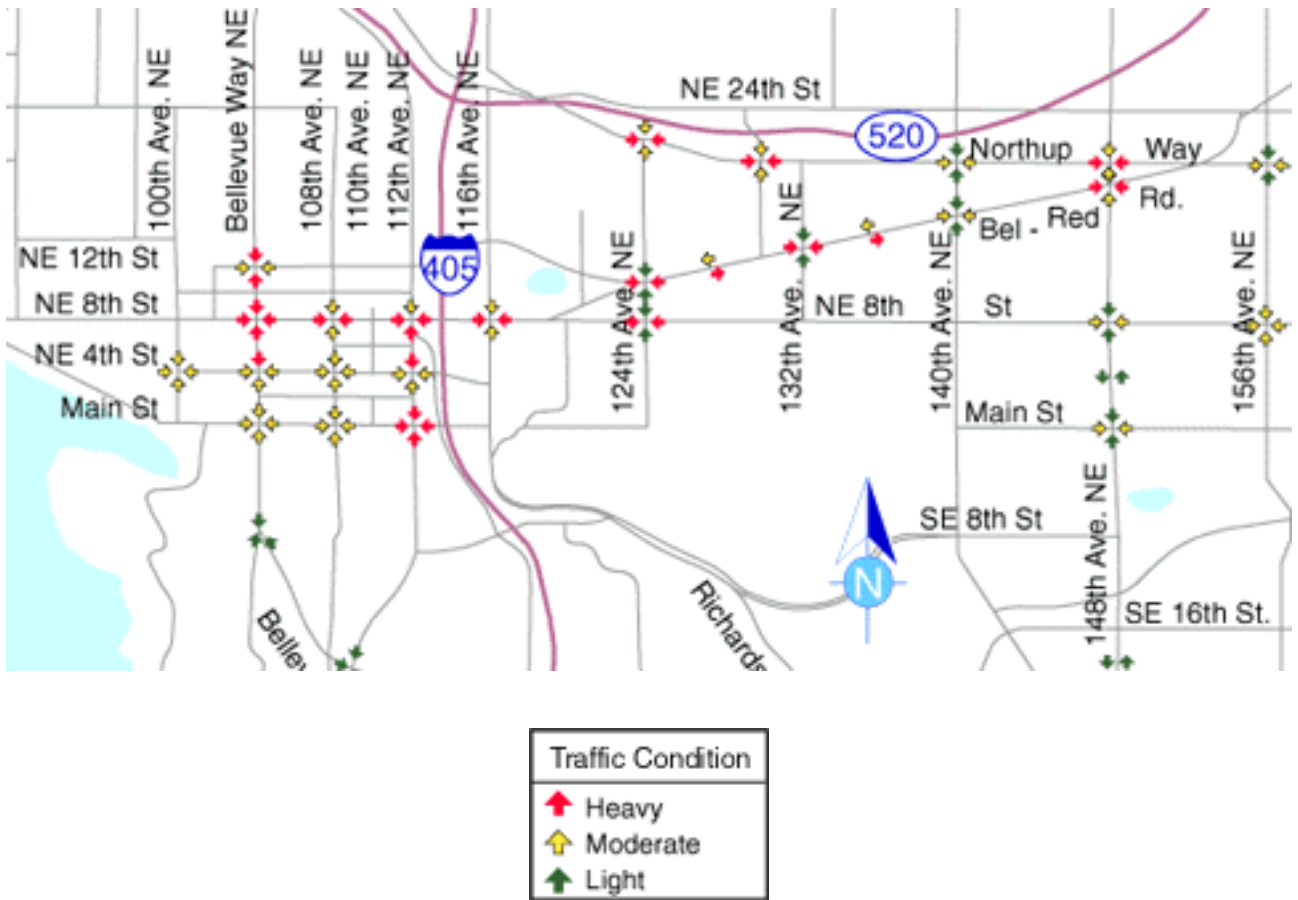 NE 24th St
520
Northup Way
Bel - Red Rd.
100th Ave. NE
Bellevue Way NE
108th Ave. NE
110th Ave. NE
112th Ave. NE
116th Ave. NE
NE 12th St
405
NE 8th St
NE 8th St
NE 4th St
Main St
124th Ave. NE
132th Ave. NE
140th Ave. NE
156th Ave. NE
Main St
148th Ave. NE
SE 8th St
N
SE 16th St.
Bellev
Richards
Traffic Condition
Heavy
Moderate
Light